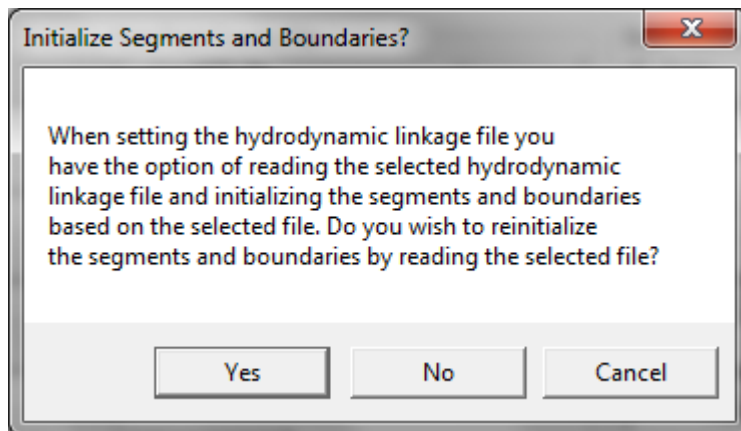 Initialize Segments and Boundaries?
When setting the hydrodynamic linkage file you
have the option of reading the selected hydrodynamic
linkage file and initializing the segments and boundaries
based on the selected file. Do you wish to reinitialize
the segments and boundaries by reading the selected file?
Yes No Cancel